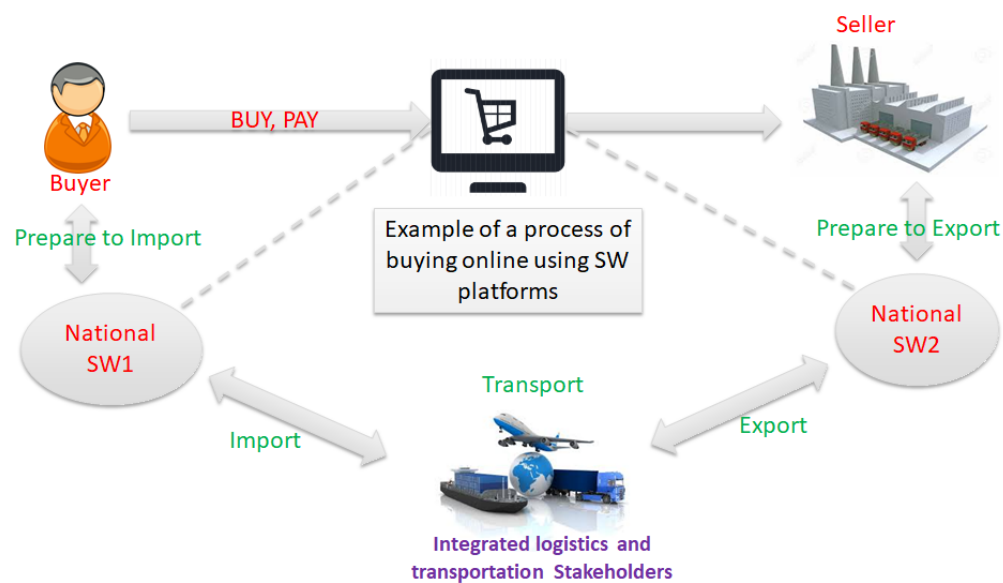 Seller
BUY, PAY
Buyer
Example of a process of
buying online using SW
platforms
Prepare to Import
Prepare to Export
National
SW1
National
SW2
Transport
Import
Export
Integrated logistics and
transportation Stakeholders